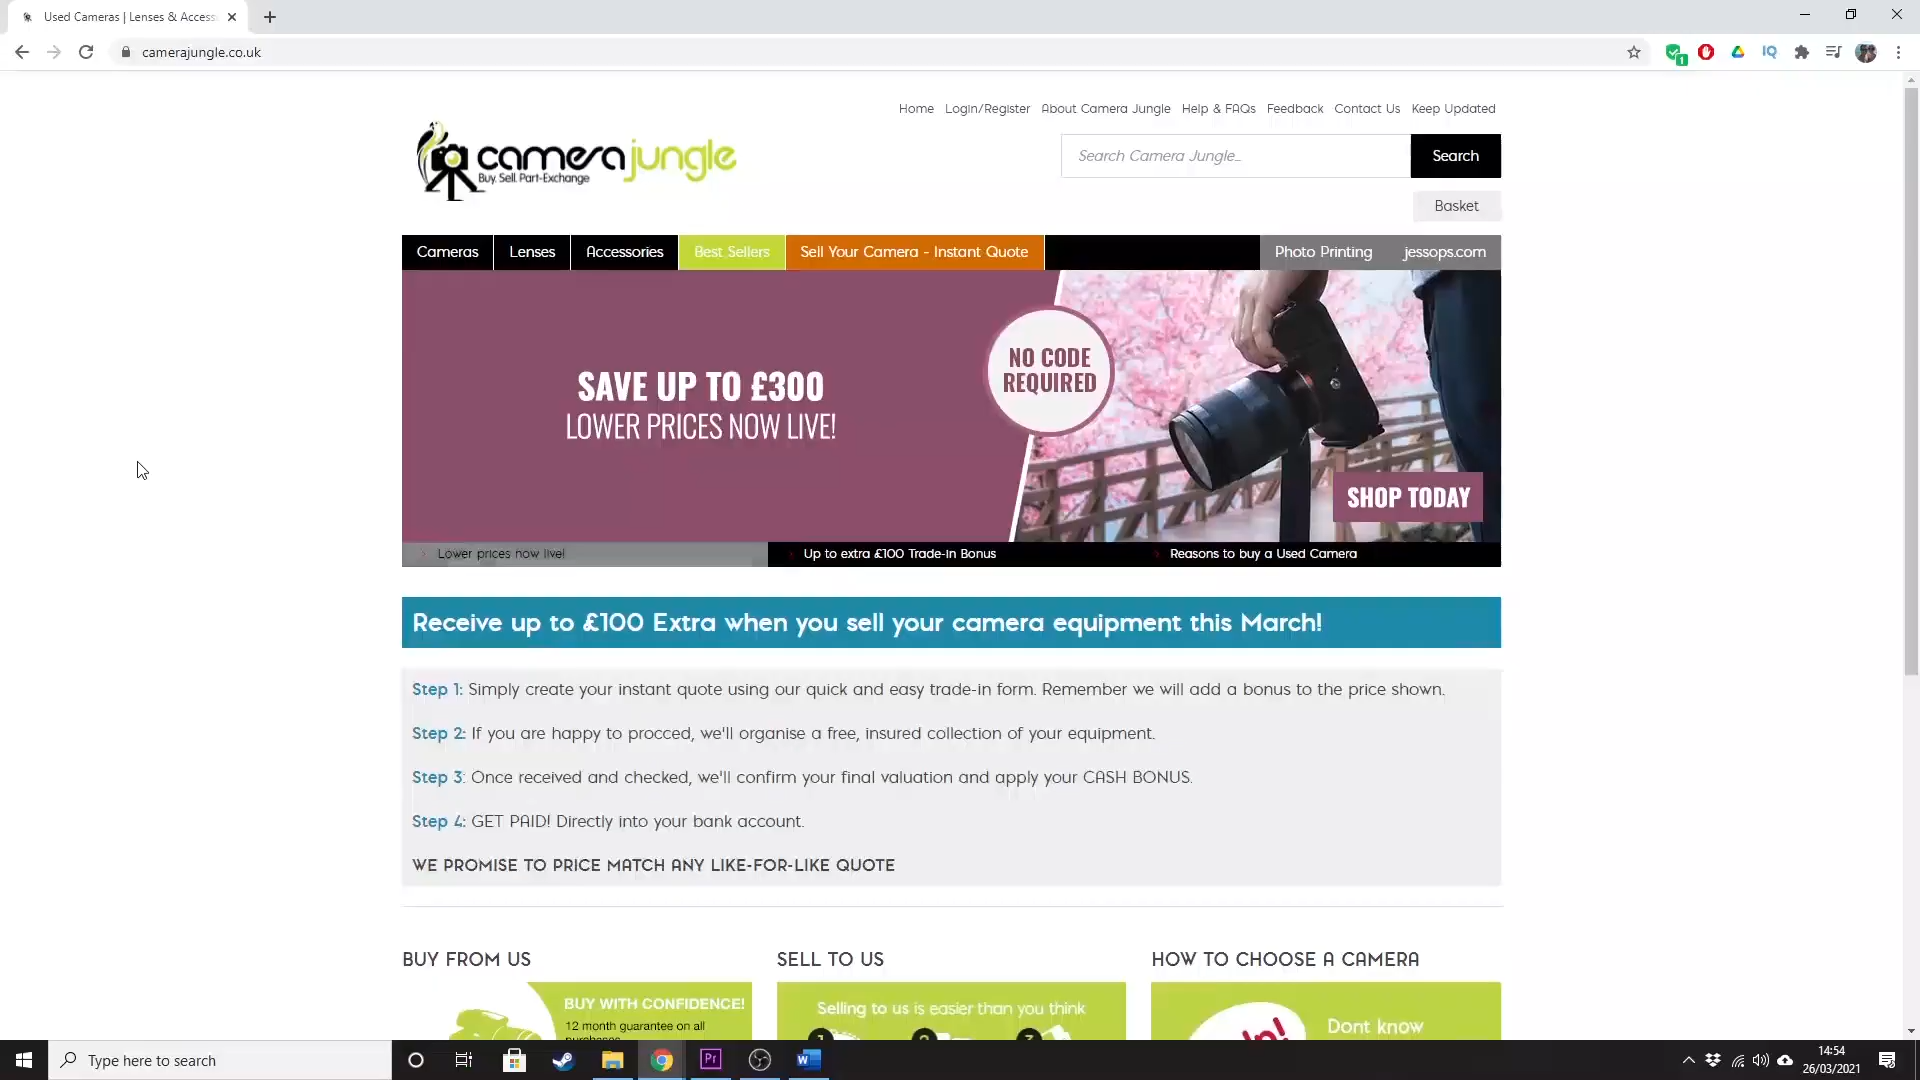 Used Cameras | Lenses & Access
camerajungle.co.uk
1
IQ
Home Login/Register About Camera Jungle Help & FAQs Feedback Contact Us Keep Updated
camerajungle
Buy. Sell. Part-Exchange
Search Camera Jungle...
Search
Basket
Cameras Lenses Accessories Best Sellers Sell Your Camera - Instant Quote Photo Printing jessops.com
SAVE UP TO £300
LOWER PRICES NOW LIVE!
NO CODE
REQUIRED
SHOP TODAY
Lower prices now live! Up to extra £100 Trade-in Bonus Reasons to buy a Used Camera
Receive up to £100 Extra when you sell your camera equipment this March!
Step 1: Simply create your instant quote using our quick and easy trade-in form. Remember we will add a bonus to the price shown.
Step 2: If you are happy to procced, we'll organise a free, insured collection of your equipment.
Step 3: Once received and checked, we'll confirm your final valuation and apply your CASH BONUS.
Step 4: GET PAID! Directly into your bank account.
WE PROMISE TO PRICE MATCH ANY LIKE-FOR-LIKE QUOTE
BUY FROM US
BUY WITH CONFIDENCE!
12 month guarantee on all
SELL TO US
Selling to us is easier than you think
1 2 3
HOW TO CHOOSE A CAMERA
Dont know
Type here to search
Pr
W
14:54
26/03/2021